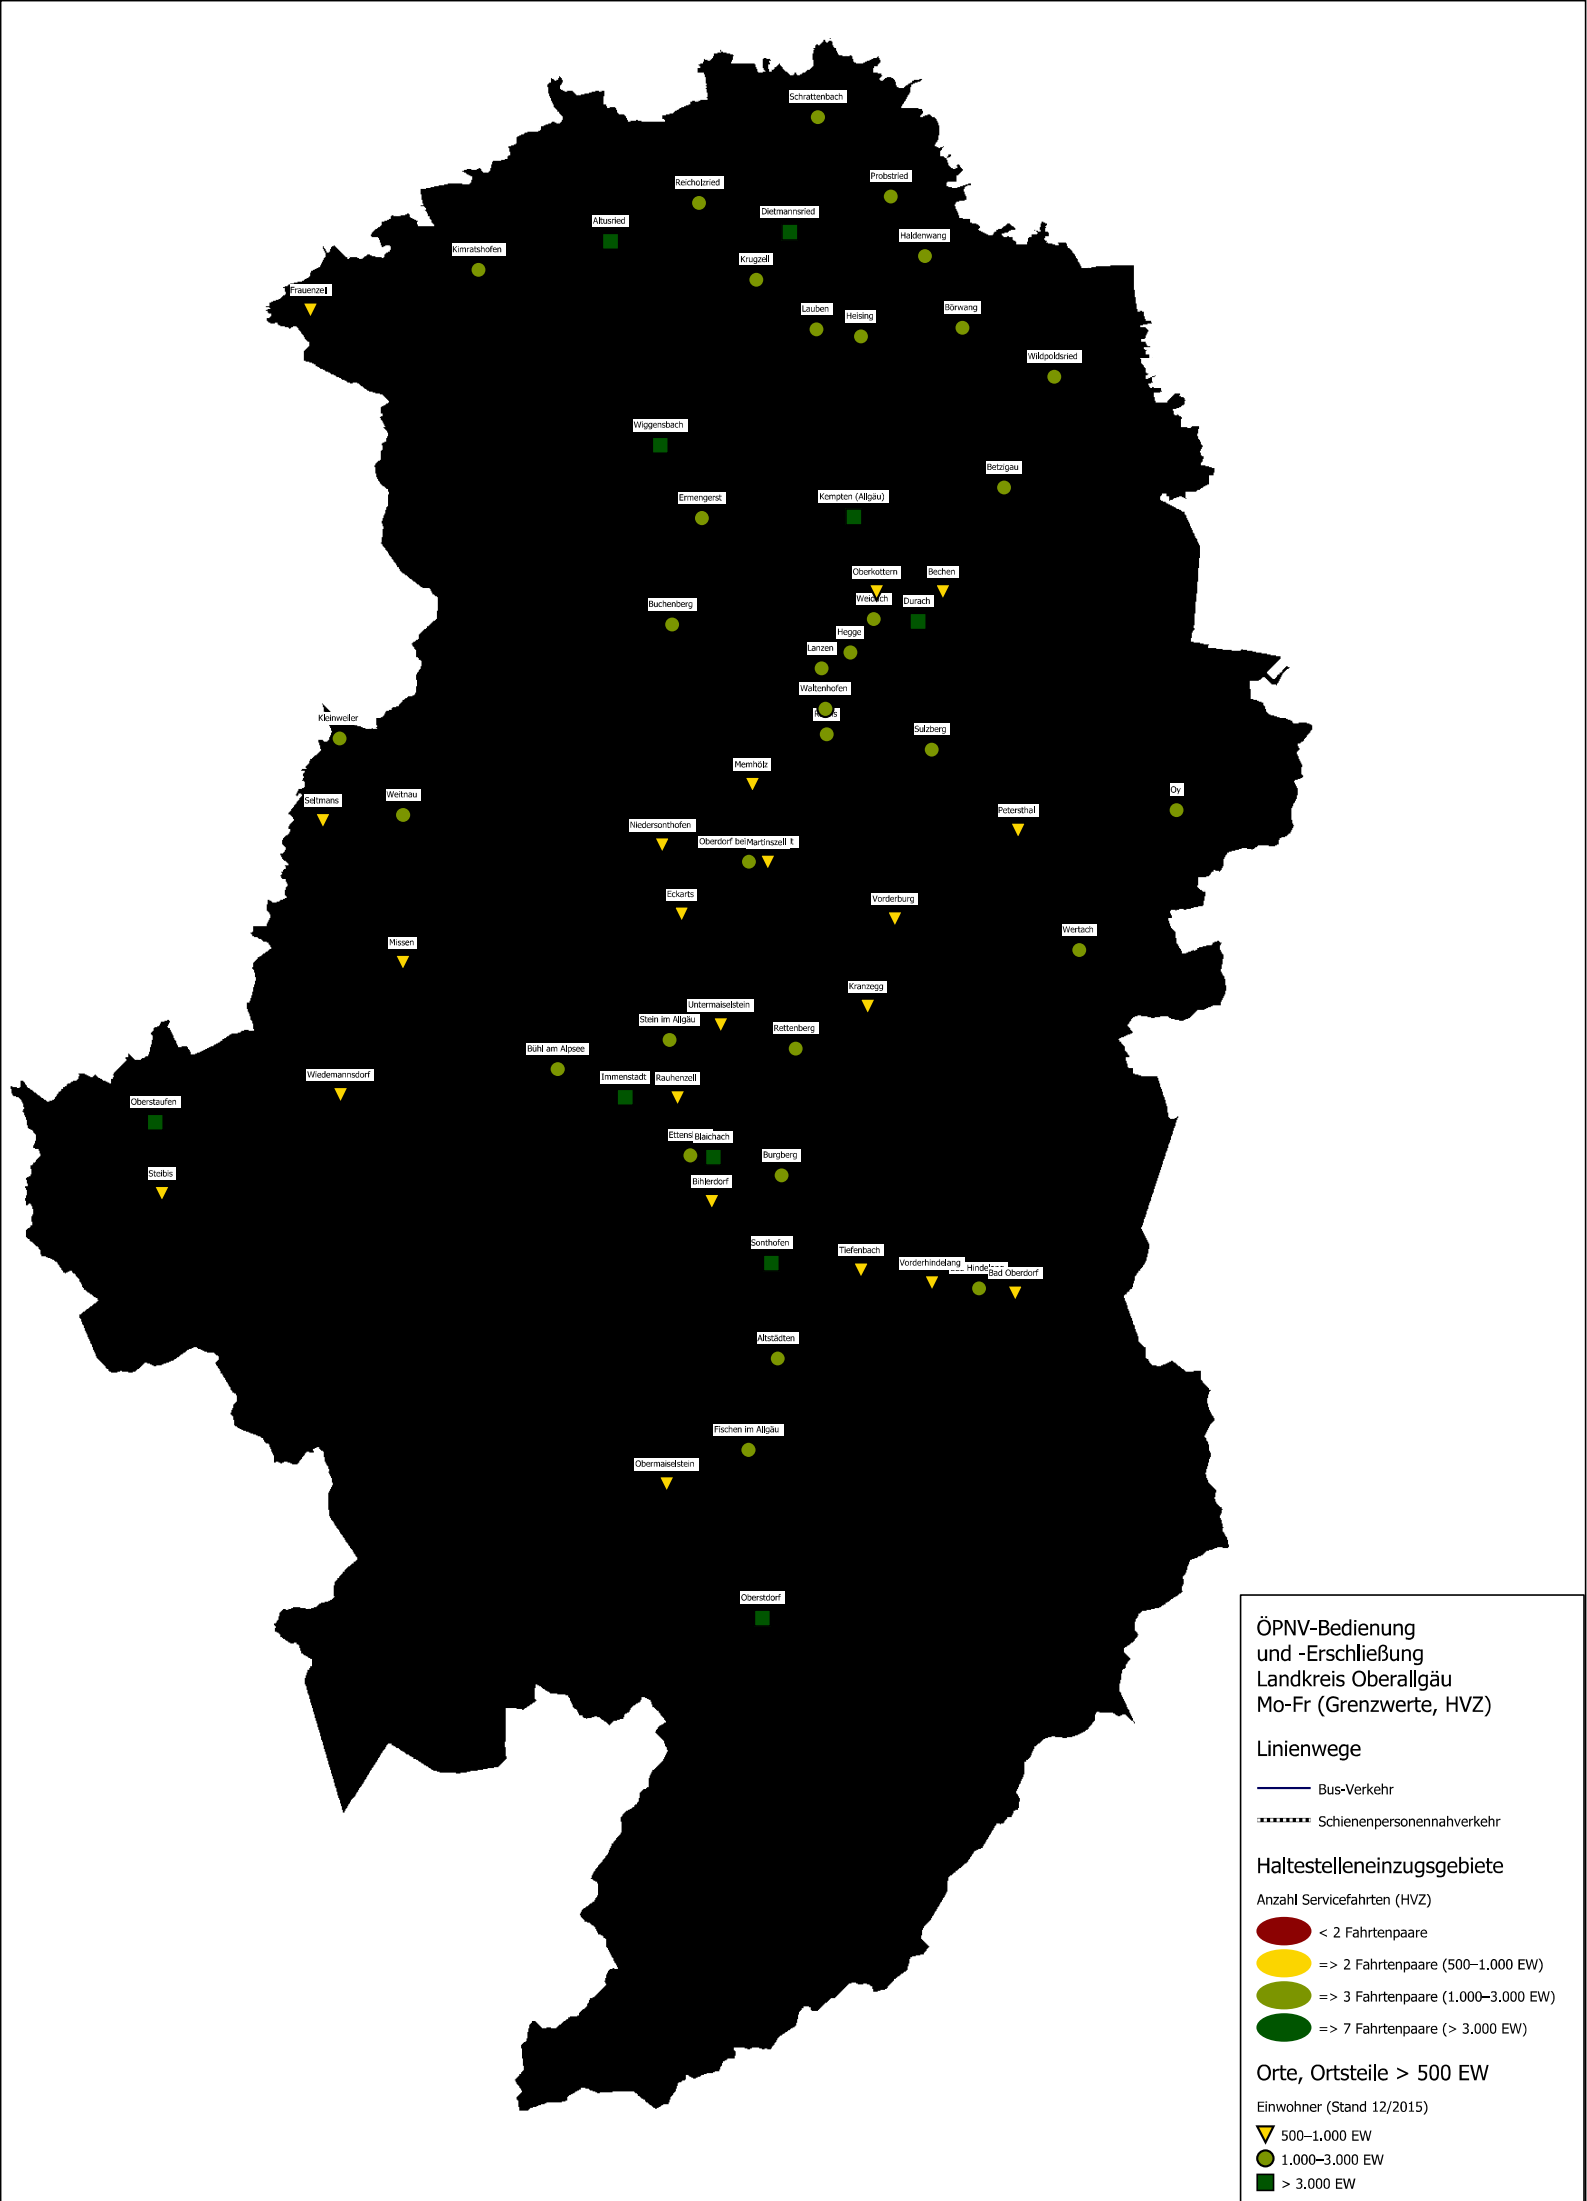 Schrattenbach
Probstried
Reicholzried
Dietmannsried
Altusried
Haldenwang
Kimratshofen
Krugzell
Frauenzell
Lauben
Heising
Börwang
Wildpoldsried
Wiggensbach
Betzigau
Ermengerst
Kempten (Allgäu)
Oberkottern
Bechen
Durach
Buchenberg
Hegge
Lanzen
Waltenhofen
Kleinweiler
Sulzberg
Memhölz
Oy
Weitnau
Seltmans
Petersthal
Niedersonthofen
Oberdorf bei
Martinszell
Eckarts
Vorderburg
Wertach
Missen
Kranzegg
Untermaiselstein
Stein im Allgäu
Rettenberg
Bühl am Alpsee
Wiedemannsdorf
Immenstadt
Rauhenzell
Oberstaufen
Blaichach
Burgberg
Steibis
Bihlerdorf
Sonthofen
Tiefenbach
Vorderhindelang
Bad Oberdorf
Altstädten
Fischen im Allgäu
Obermaiselstein
Oberstdorf
ÖPNV-Bedienung
und -Erschließung
Landkreis Oberallgäu
Mo-Fr (Grenzwerte, HVZ)
Linienwege
Bus-Verkehr
Schienenpersonennahverkehr
Haltestelleneinzugsgebiete
Anzahl Servicefahrten (HVZ)
< 2 Fahrtenpaare
=> 2 Fahrtenpaare (500–1.000 EW)
=> 3 Fahrtenpaare (1.000–3.000 EW)
=> 7 Fahrtenpaare (> 3.000 EW)
Orte, Ortsteile > 500 EW
Einwohner (Stand 12/2015)
500–1.000 EW
1.000–3.000 EW
> 3.000 EW